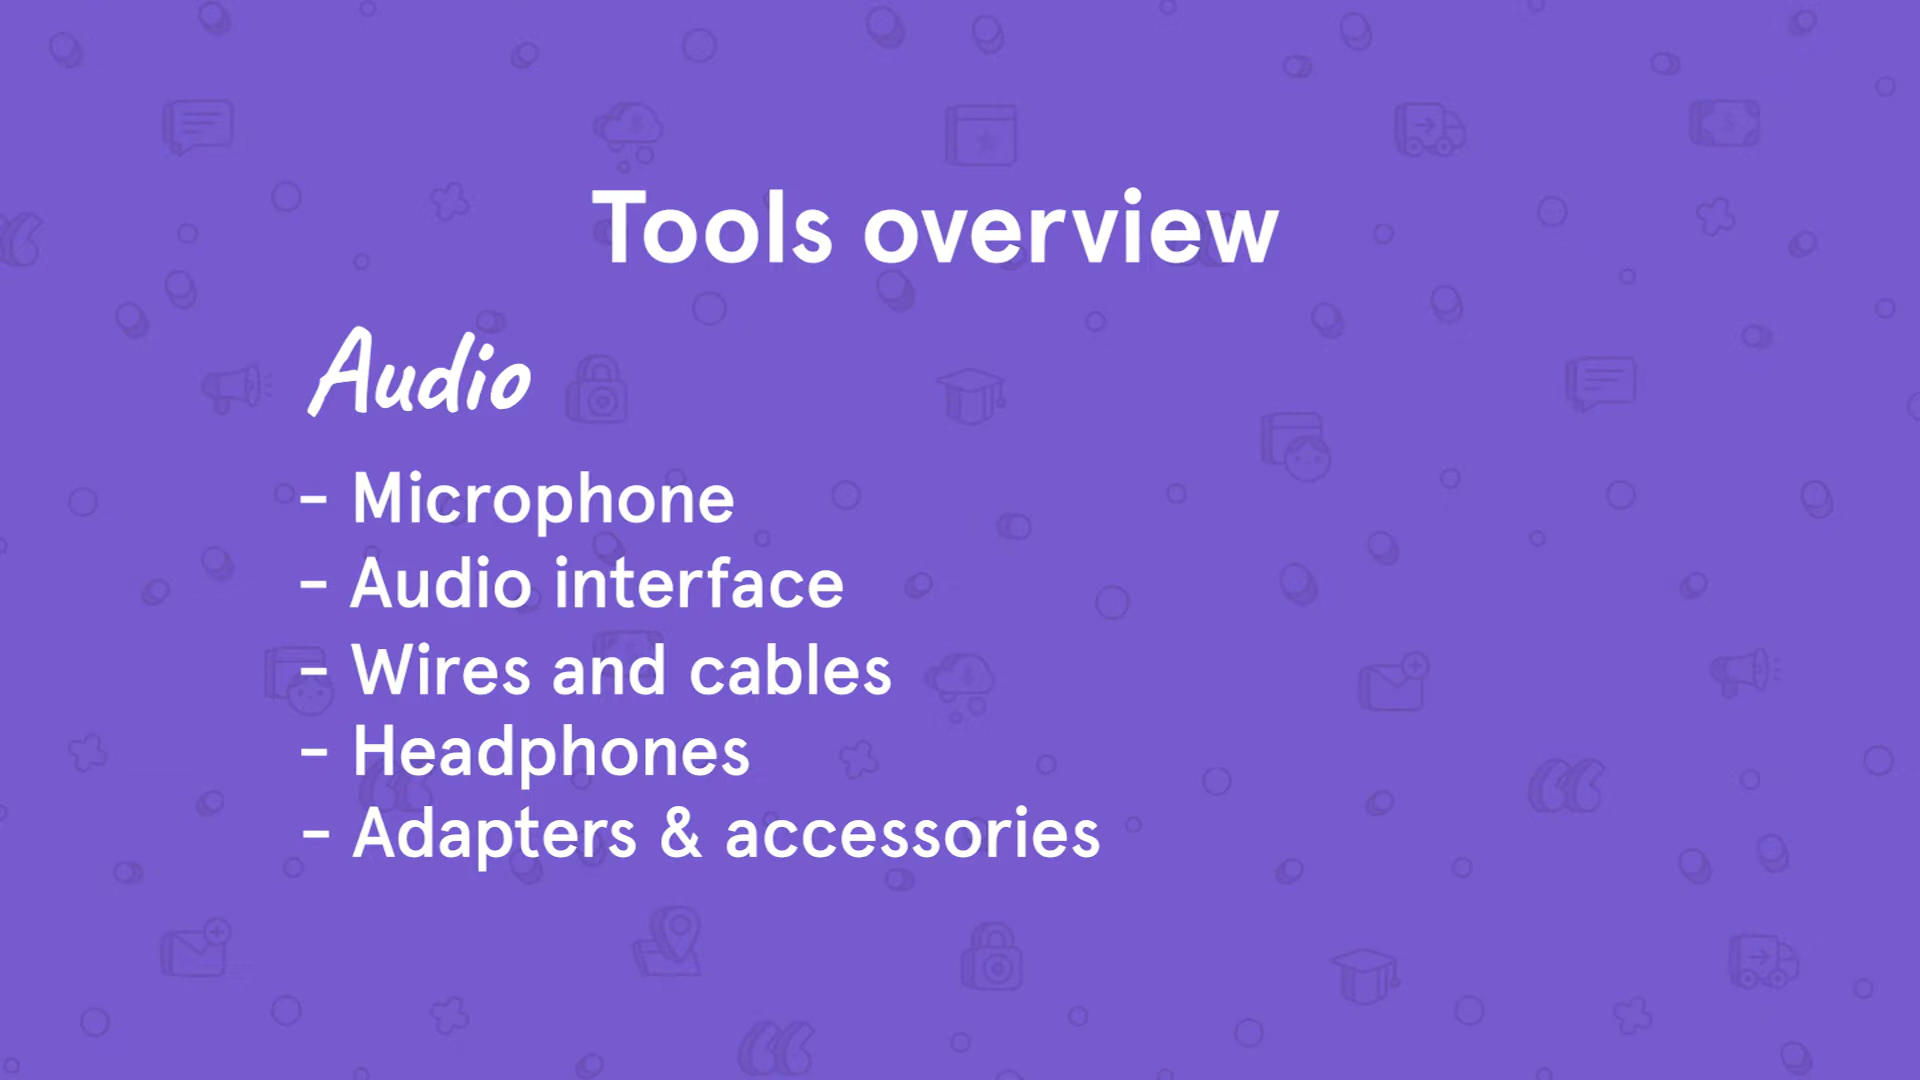 Tools overview
Audio
- Microphone
- Audio interface
- Wires and cables
- Headphones
- Adapters & accessories